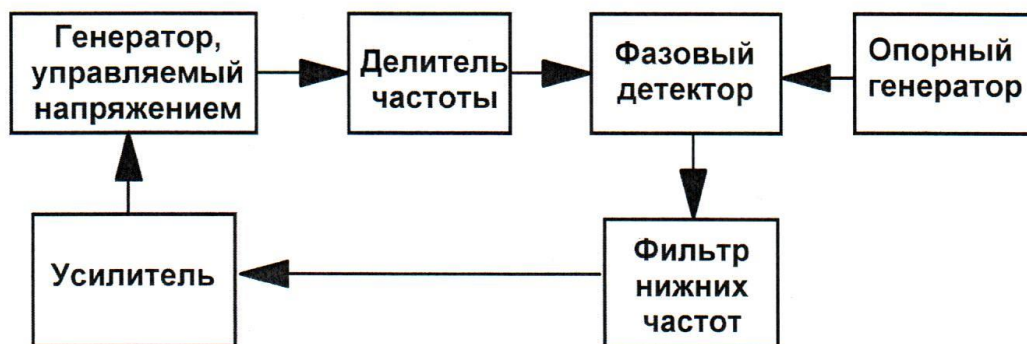 Генератор,
управляемый
напряжением
Делитель
частоты
Фазовый
детектор
Опорный
генератор
Усилитель
Фильтр
нижних
частот